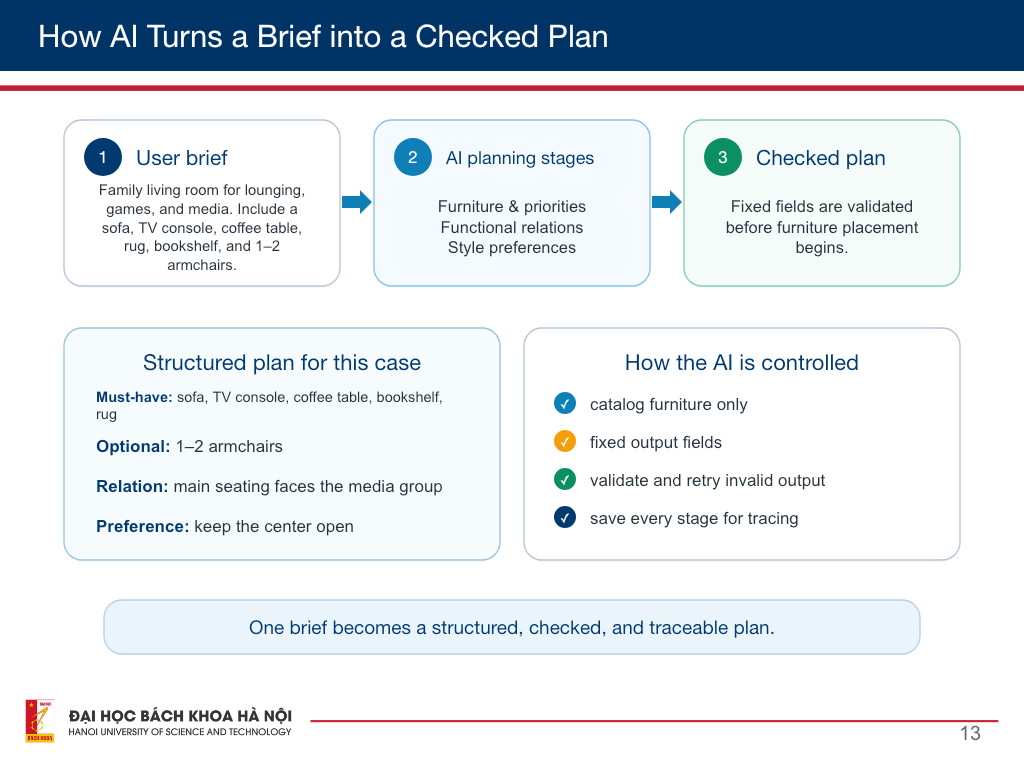 How AI Turns a Brief into a Checked Plan
1
User brief
Family living room for lounging,
games, and media. Include a
sofa, TV console, coffee table,
rug, bookshelf, and 1–2
armchairs.
2
AI planning stages
Furniture & priorities
Functional relations
Style preferences
3
Checked plan
Fixed fields are validated
before furniture placement
begins.
Structured plan for this case
Must-have: sofa, TV console, coffee table, bookshelf,
rug
Optional: 1–2 armchairs
Relation: main seating faces the media group
Preference: keep the center open
How the AI is controlled
✓ catalog furniture only
✓ fixed output fields
✓ validate and retry invalid output
✓ save every stage for tracing
One brief becomes a structured, checked, and traceable plan.
BÁCH KHOA
ĐẠI HỌC BÁCH KHOA HÀ NỘI
HANOI UNIVERSITY OF SCIENCE AND TECHNOLOGY
13